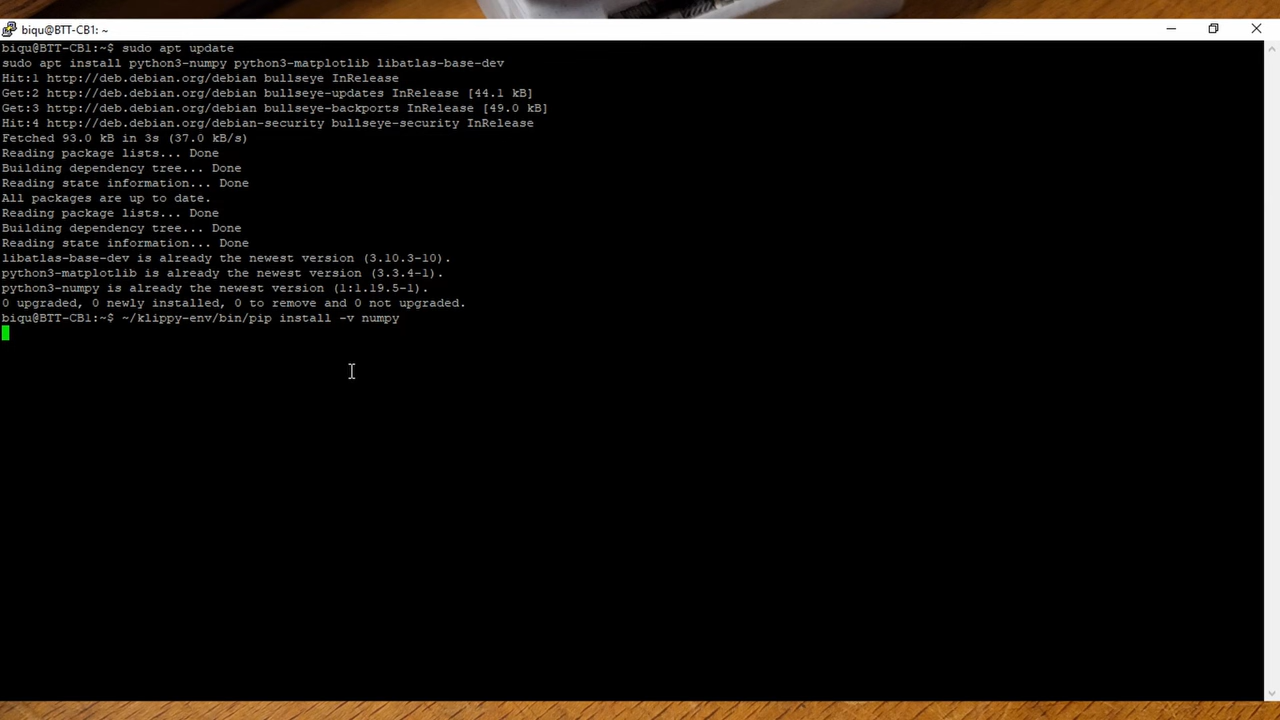 biqu@BTT-CB1: ~
biqu@BTT-CB1:~$ sudo apt update
sudo apt install python3-numpy python3-matplotlib libatlas-base-dev
Hit:1 http://deb.debian.org/debian bullseye InRelease
Get:2 http://deb.debian.org/debian bullseye-updates InRelease [44.1 kB]
Get:3 http://deb.debian.org/debian bullseye-backports InRelease [49.0 kB]
Hit:4 http://deb.debian.org/debian-security bullseye-security InRelease
Fetched 93.0 kB in 3s (37.0 kB/s)
Reading package lists... Done
Building dependency tree... Done
Reading state information... Done
All packages are up to date.
Reading package lists... Done
Building dependency tree... Done
Reading state information... Done
libatlas-base-dev is already the newest version (3.10.3-10).
python3-matplotlib is already the newest version (3.3.4-1).
python3-numpy is already the newest version (1:1.19.5-1).
0 upgraded, 0 newly installed, 0 to remove and 0 not upgraded.
biqu@BTT-CB1:~$ ~/klippy-env/bin/pip install -v numpy